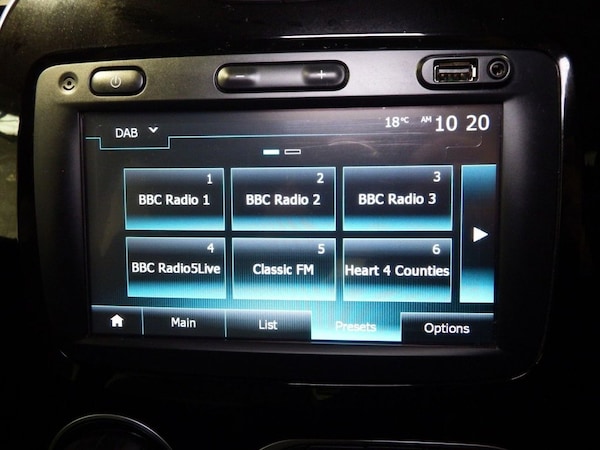 DAB
18°C AM 10 20
1 2 3
BBC Radio 1 BBC Radio 2 BBC Radio 3
4 5 6
BBC Radio5Live Classic FM Heart 4 Counties
Main List Presets Options